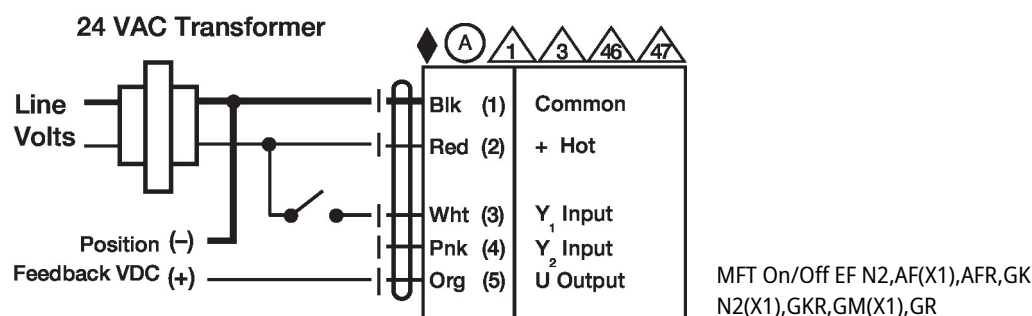 24 VAC Transformer
A 1 3 46 47
Line
Volts
Blk (1) Common
Red (2) + Hot
Wht (3) Y1 Input
Pnk (4) Y2 Input
Org (5) U Output
Position (–)
Feedback VDC (+)
MFT On/Off EF N2,AF(X1),AFR,GK
N2(X1),GKR,GM(X1),GR